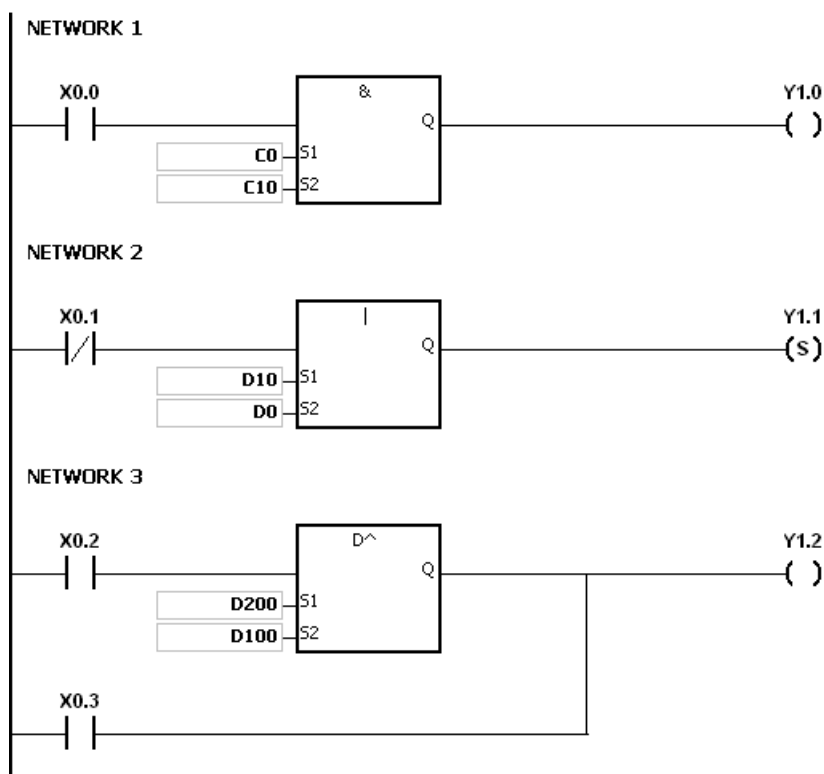 NETWORK 1
X0.0
&
Y1.0
Q
( )
C0 S1
C10 S2
NETWORK 2
X0.1
|
Y1.1
Q
(S)
D10 S1
D0 S2
NETWORK 3
X0.2
D^
Y1.2
Q
( )
D200 S1
D100 S2
X0.3